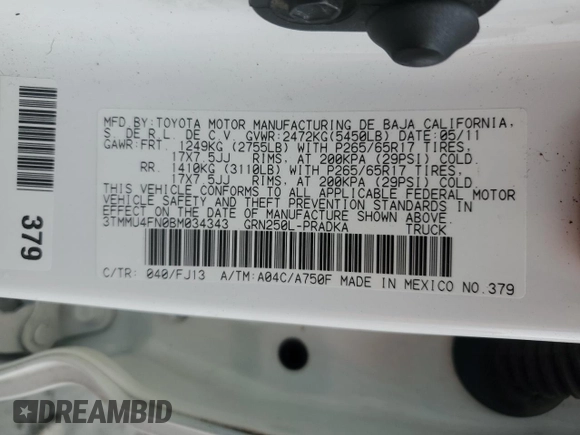 MFD.BY:TOYOTA MOTOR MANUFACTURING DE BAJA CALIFORNIA,
S. DE R.L. DE C.V. GVWR:2472KG(5450LB) DATE:05/11
GAWR:FRT. 1249KG (2755LB) WITH P265/65R17 TIRES,
17X7.5JJ RIMS, AT 200KPA (29PSI) COLD.
RR. 1410KG (3110LB) WITH P265/65R17 TIRES,
17X7.5JJ RIMS, AT 200KPA (29PSI) COLD.
THIS VEHICLE CONFORMS TO ALL APPLICABLE FEDERAL MOTOR
VEHICLE SAFETY AND THEFT PREVENTION STANDARDS IN
EFFECT ON THE DATE OF MANUFACTURE SHOWN ABOVE.
3TMMU4FN0BM034343 GRN250L-PRADKA TRUCK
C/TR: 040/FJ13 A/TM:A04C/A750F MADE IN MEXICO NO.379
379
DREAMBID